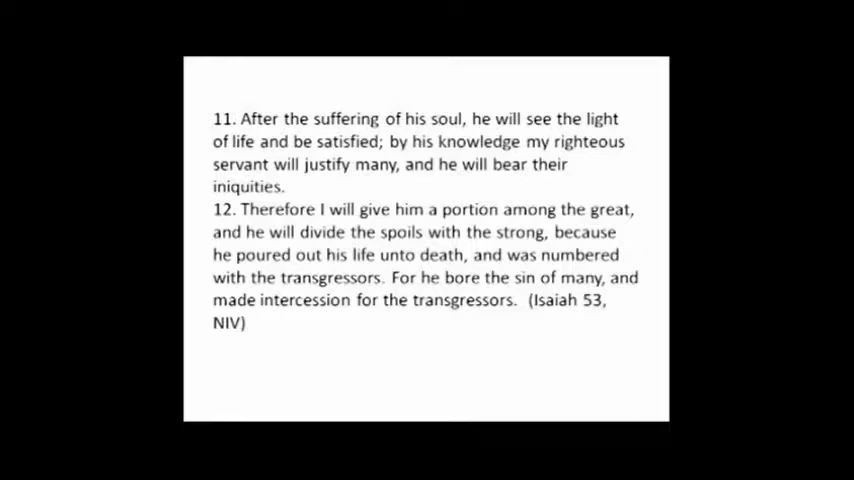 11. After the suffering of his soul, he will see the light
of life and be satisfied; by his knowledge my righteous
servant will justify many, and he will bear their
iniquities.
12. Therefore I will give him a portion among the great,
and he will divide the spoils with the strong, because
he poured out his life unto death, and was numbered
with the transgressors. For he bore the sin of many, and
made intercession for the transgressors. (Isaiah 53,
NIV)